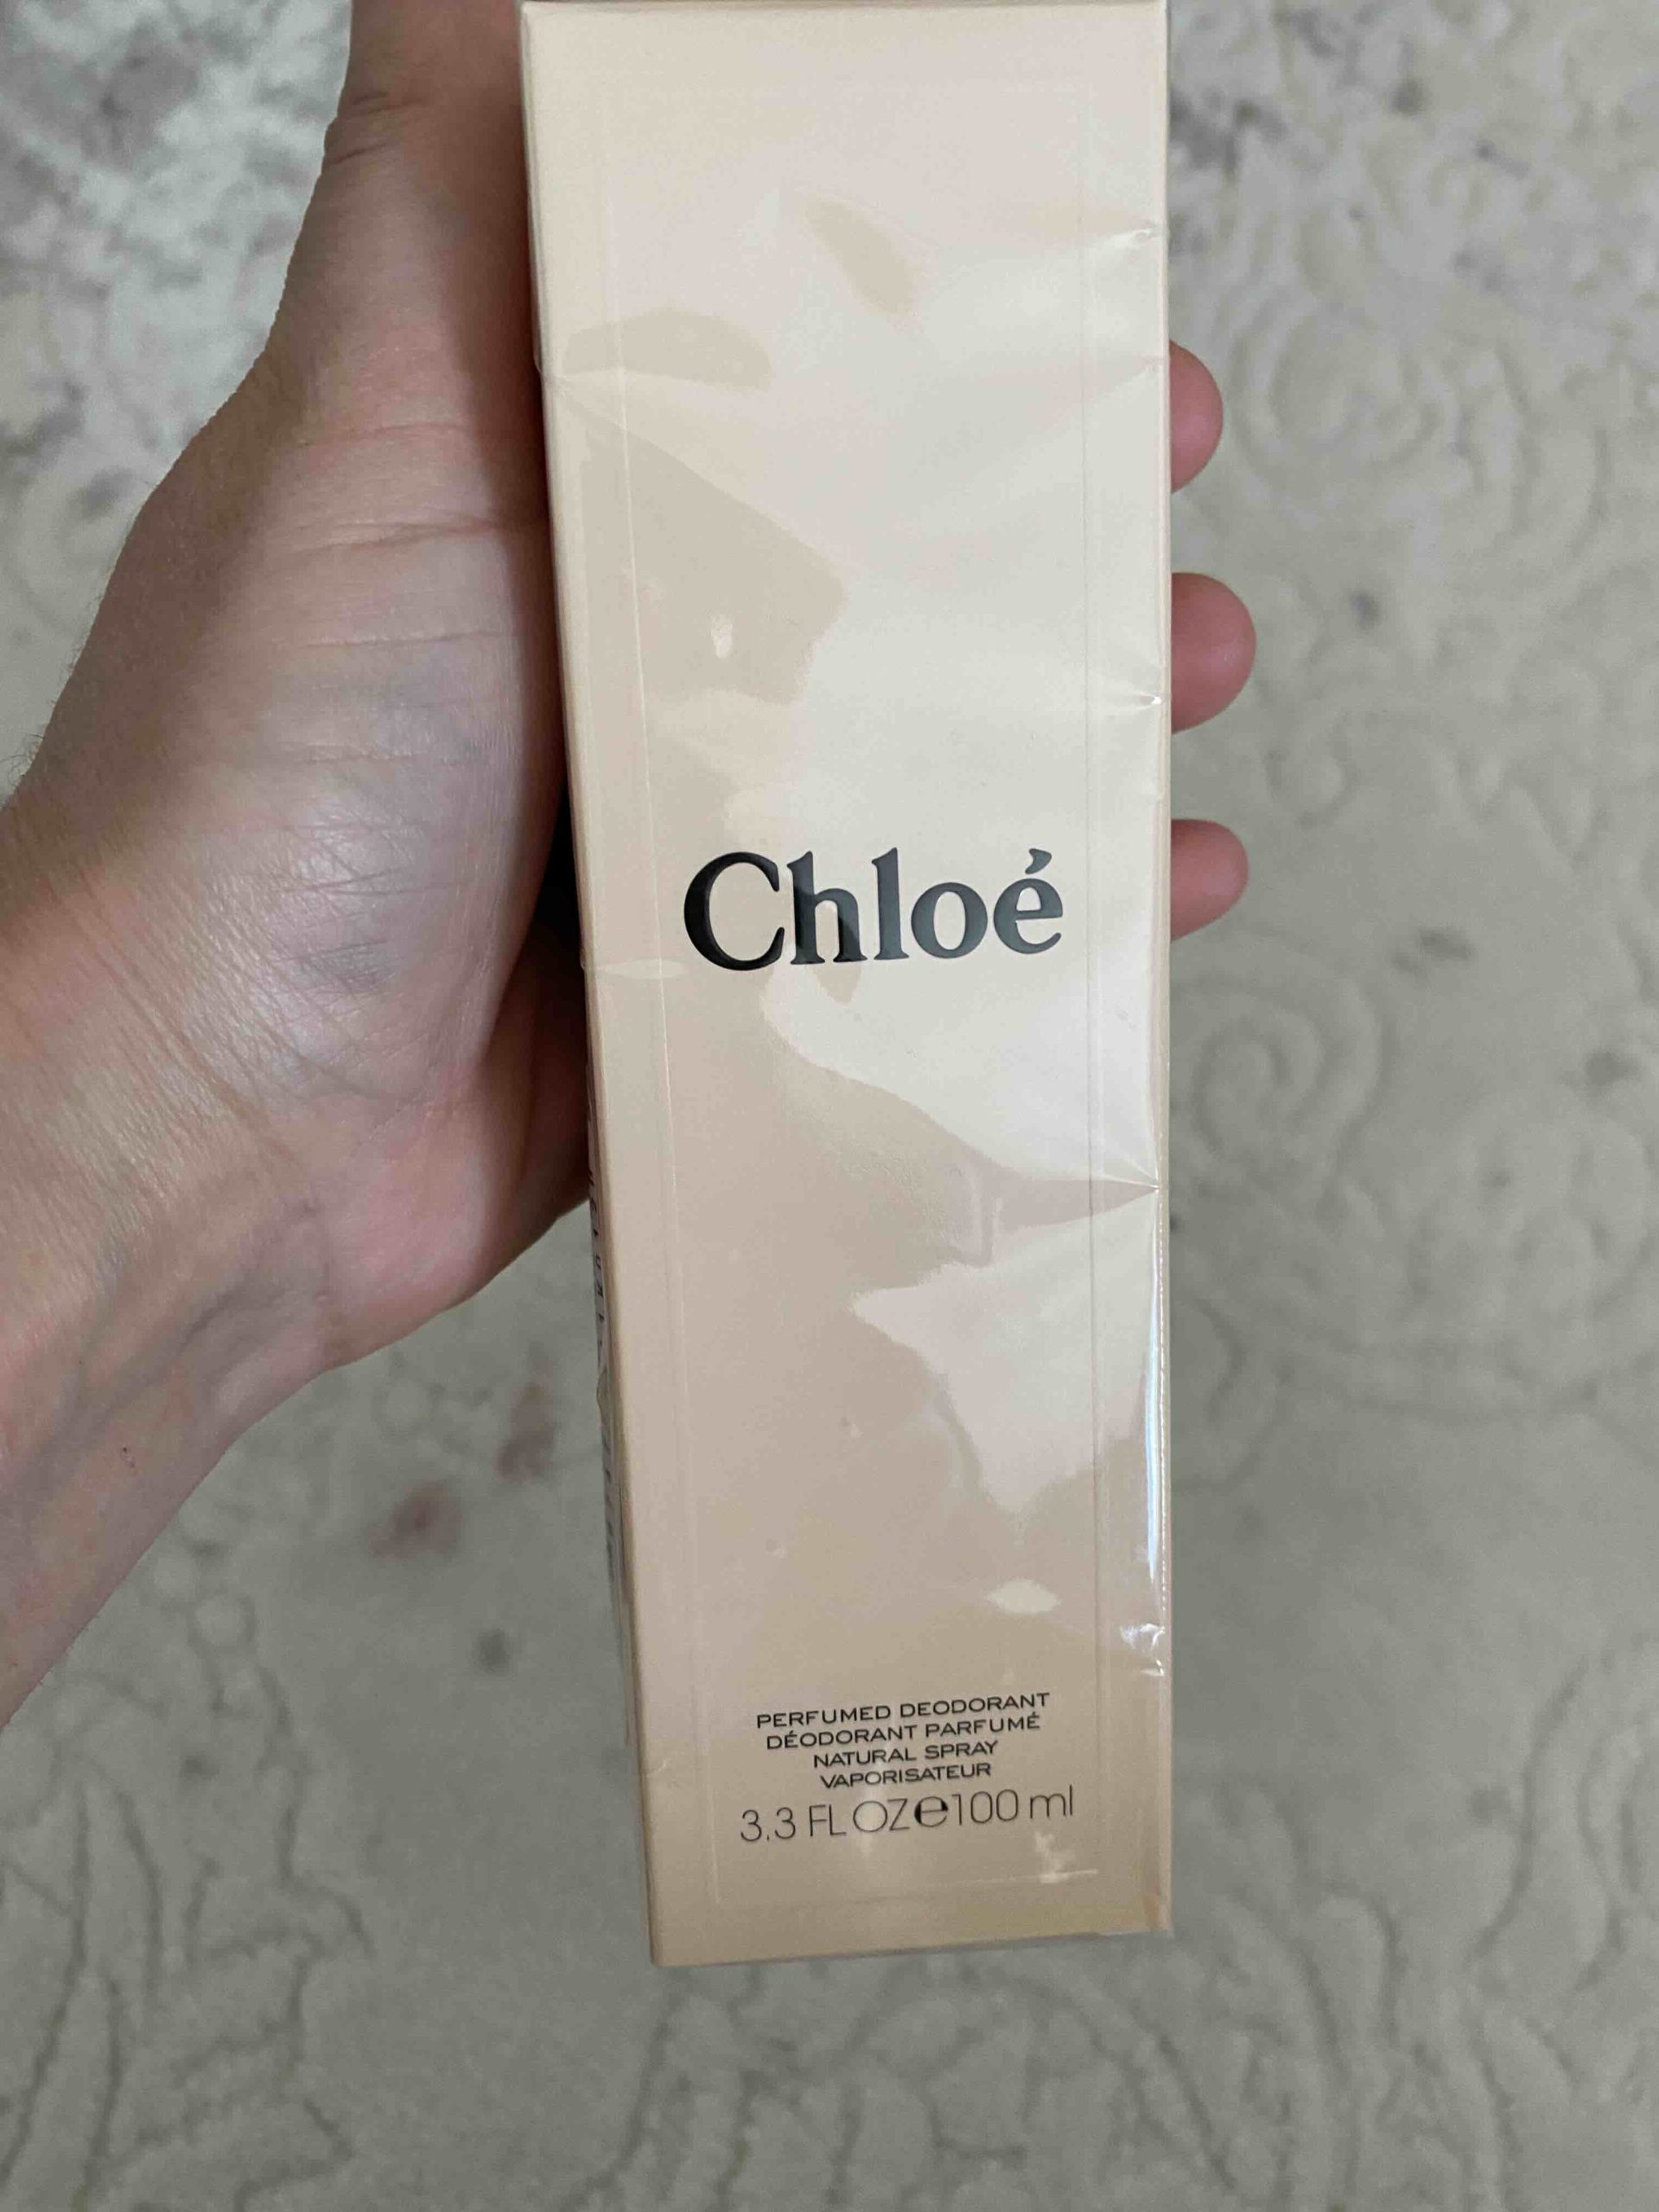 Chloé
PERFUMED DEODORANT
DÉODORANT PARFUMÉ
NATURAL SPRAY
VAPORISATEUR
3.3 FL OZ ℮ 100 ml